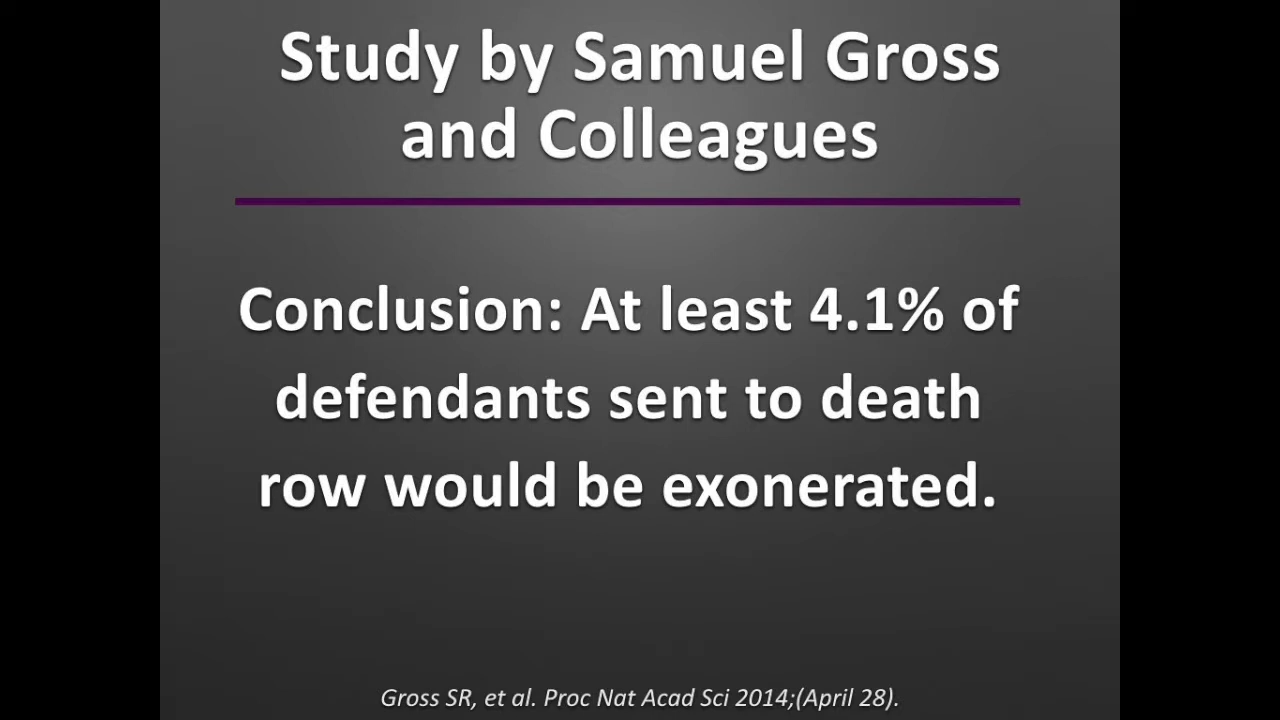 Study by Samuel Gross
and Colleagues
Conclusion: At least 4.1% of
defendants sent to death
row would be exonerated.
Gross SR, et al. Proc Nat Acad Sci 2014;(April 28).